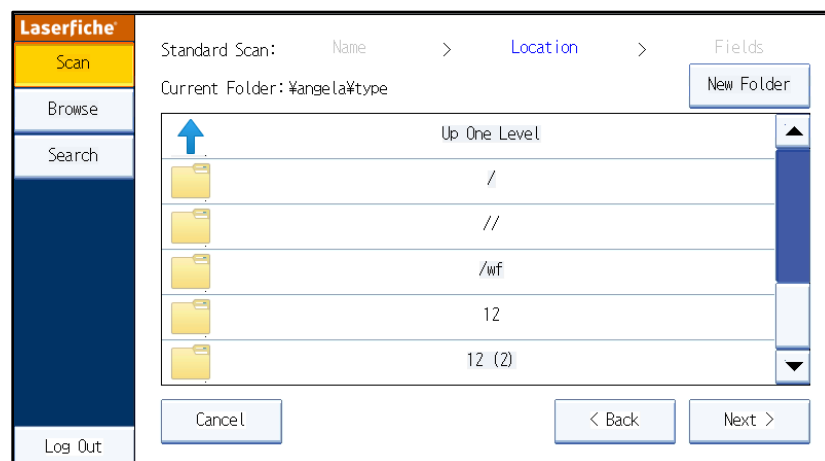 Laserfiche®
Scan
Browse
Search
Log Out
Standard Scan: Name > Location > Fields
Current Folder: ¥angela¥type
New Folder
Up One Level
/
//
/wf
12
12 (2)
Cancel
< Back
Next >